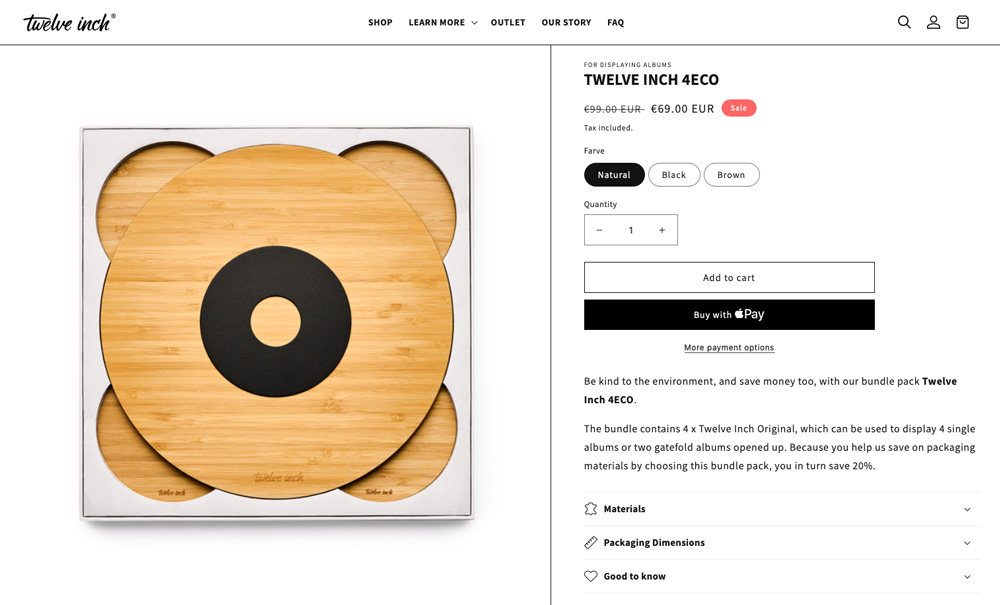 twelve inch®
SHOP LEARN MORE OUTLET OUR STORY FAQ
FOR DISPLAYING ALBUMS
TWELVE INCH 4ECO
€99.00 EUR €69.00 EUR Sale
Tax included.
Farve
Natural Black Brown
Quantity
− 1 +
Add to cart
Buy with Pay
More payment options
Be kind to the environment, and save money too, with our bundle pack Twelve
Inch 4ECO.
The bundle contains 4 x Twelve Inch Original, which can be used to display 4 single
albums or two gatefold albums opened up. Because you help us save on packaging
materials by choosing this bundle pack, you in turn save 20%.
Materials
Packaging Dimensions
Good to know
twelve inch
twelve inch
twelve inch